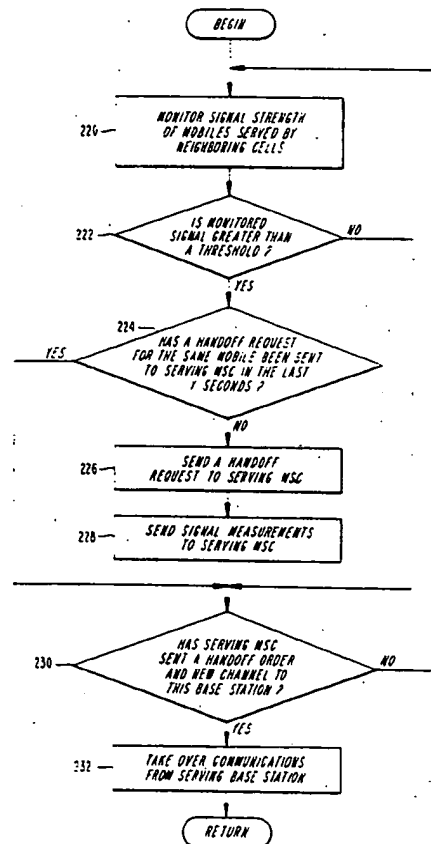 BEGIN
220
MONITOR SIGNAL STRENGTH
OF MOBILES SERVED BY
NEIGHBORING CELLS
222
IS MONITORED
SIGNAL GREATER THAN
A THRESHOLD ?
NO
YES
224
YES
HAS A HANDOFF REQUEST
FOR THE SAME MOBILE BEEN SENT
TO SERVING MSC IN THE LAST
SECONDS ?
NO
226
SEND A HANDOFF
REQUEST TO SERVING MSC
228
SEND SIGNAL MEASUREMENTS
TO SERVING MSC
230
HAS SERVING MSC
SENT A HANDOFF ORDER
AND NEW CHANNEL TO
THIS BASE STATION ?
NO
YES
232
TAKE OVER COMMUNICATIONS
FROM SERVING BASE STATION
RETURN